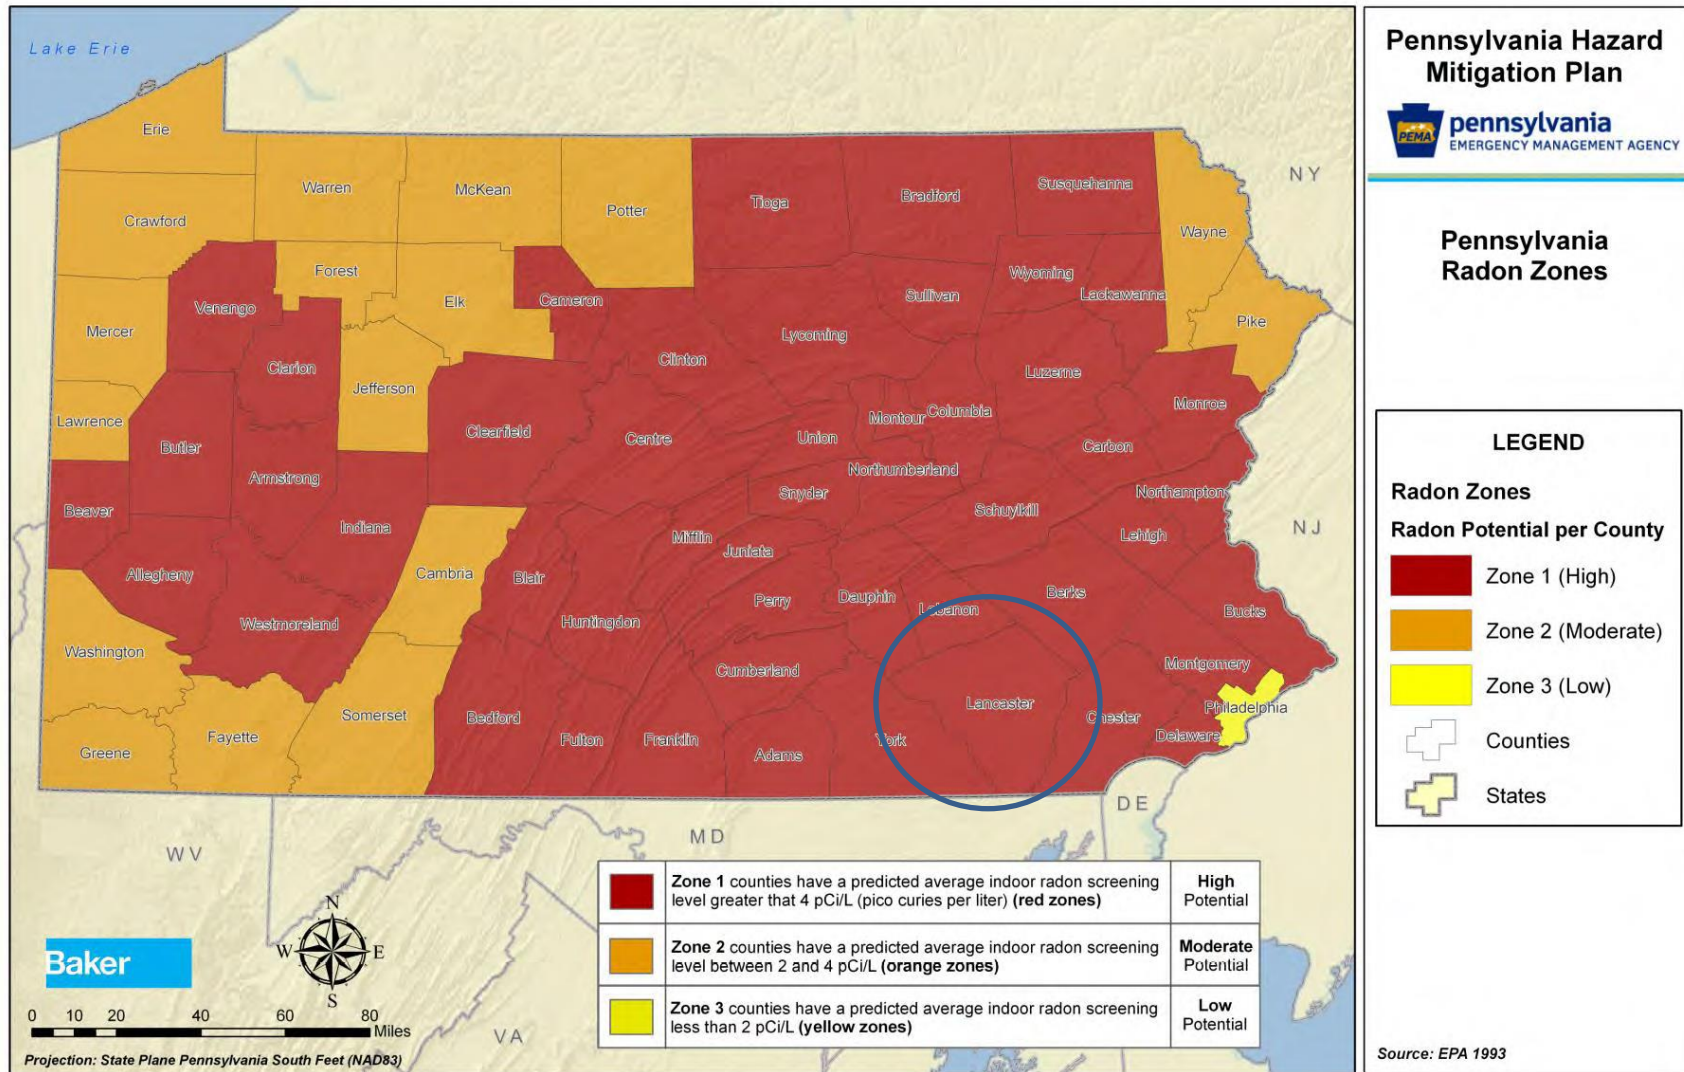 Lake Erie
Erie
Warren
McKean
Potter
Tioga
Bradford
Susquehanna
Wayne
NY
Crawford
Forest
Elk
Cameron
Sullivan
Wyoming
Lackawanna
Pike
Mercer
Venango
Clarion
Jefferson
Clinton
Lycoming
Luzerne
Monroe
Lawrence
Butler
Clearfield
Centre
Union
Montour
Columbia
Carbon
Armstrong
Northumberland
Snyder
Northampton
Beaver
Indiana
Mifflin
Juniata
Schuylkill
Lehigh
NJ
Allegheny
Cambria
Blair
Perry
Dauphin
Lebanon
Berks
Bucks
Westmoreland
Huntingdon
Washington
Cumberland
Lancaster
Montgomery
Somerset
Bedford
Chester
Philadelphia
Greene
Fayette
Fulton
Franklin
Adams
York
Delaware
WV
MD
DE
VA
N
W E
S
Baker
0 10 20 40 60 80
Miles
Projection: State Plane Pennsylvania South Feet (NAD83)
Zone 1 counties have a predicted average indoor radon screening
level greater that 4 pCi/L (pico curies per liter) (red zones)
High
Potential
Zone 2 counties have a predicted average indoor radon screening
level between 2 and 4 pCi/L (orange zones)
Moderate
Potential
Zone 3 counties have a predicted average indoor radon screening
less than 2 pCi/L (yellow zones)
Low
Potential
Pennsylvania Hazard
Mitigation Plan
PEMA
pennsylvania
EMERGENCY MANAGEMENT AGENCY
Pennsylvania
Radon Zones
LEGEND
Radon Zones
Radon Potential per County
Zone 1 (High)
Zone 2 (Moderate)
Zone 3 (Low)
Counties
States
Source: EPA 1993